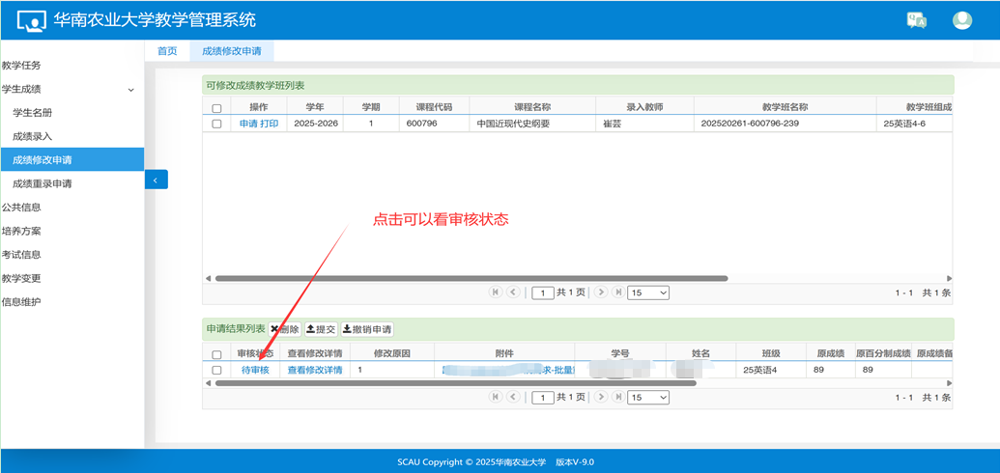 华南农业大学教学管理系统
首页
成绩修改申请
教学任务
学生成绩
学生名册
成绩录入
成绩修改申请
成绩重录申请
公共信息
培养方案
考试信息
教学变更
信息维护
可修改成绩教学班列表
操作 学年 学期 课程代码 课程名称 录入教师 教学班名称 教学班组成
申请 打印 2025-2026 1 600796 中国近现代史纲要 崔芸 202520261-600796-239 25英语4-6
点击可以看审核状态
1 共 1 页 15 1 - 1 共 1 条
申请结果列表 删除 提交 撤销申请
审核状态 查看修改详情 修改原因 附件 学号 姓名 班级 原成绩 原百分制成绩 原成绩备
待审核 查看修改详情 1 求-批量 25英语4 89 89
1 共 1 页 15 1 - 1 共 1 条
SCAU Copyright © 2025华南农业大学 版本V-9.0